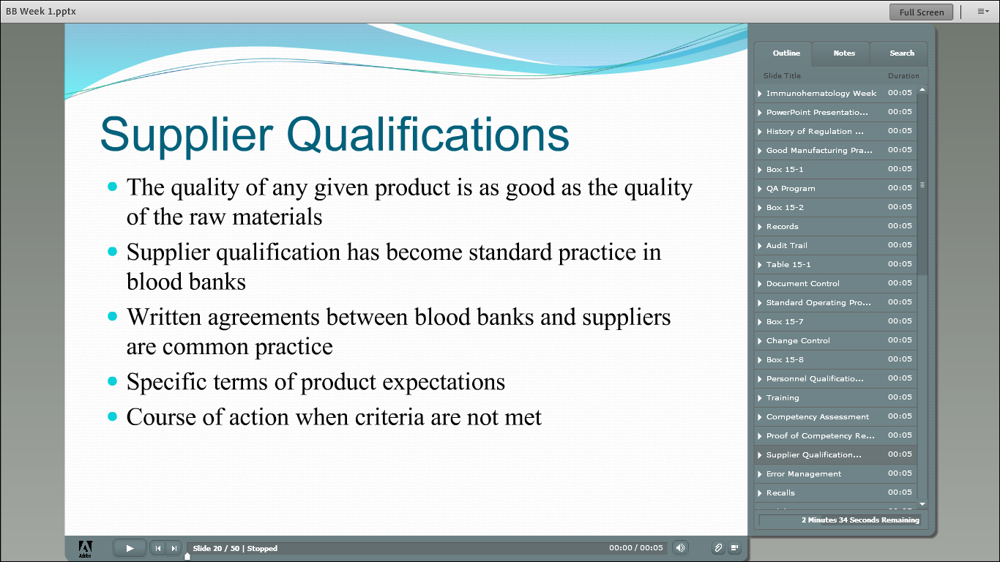 BB Week 1.pptx
Full Screen
Supplier Qualifications
The quality of any given product is as good as the quality
of the raw materials
Supplier qualification has become standard practice in
blood banks
Written agreements between blood banks and suppliers
are common practice
Specific terms of product expectations
Course of action when criteria are not met
Outline Notes Search
Slide Title Duration
Immunohematology Week 00:05
PowerPoint Presentatio... 00:05
History of Regulation ... 00:05
Good Manufacturing Pra... 00:05
Box 15-1 00:05
QA Program 00:05
Box 15-2 00:05
Records 00:05
Audit Trail 00:05
Table 15-1 00:05
Document Control 00:05
Standard Operating Pro... 00:05
Box 15-7 00:05
Change Control 00:05
Box 15-8 00:05
Personnel Qualificatio... 00:05
Training 00:05
Competency Assessment 00:05
Proof of Competency Re... 00:05
Supplier Qualification... 00:05
Error Management 00:05
Recalls 00:05
2 Minutes 34 Seconds Remaining
Adobe
Slide 20 / 50 | Stopped 00:00 / 00:05